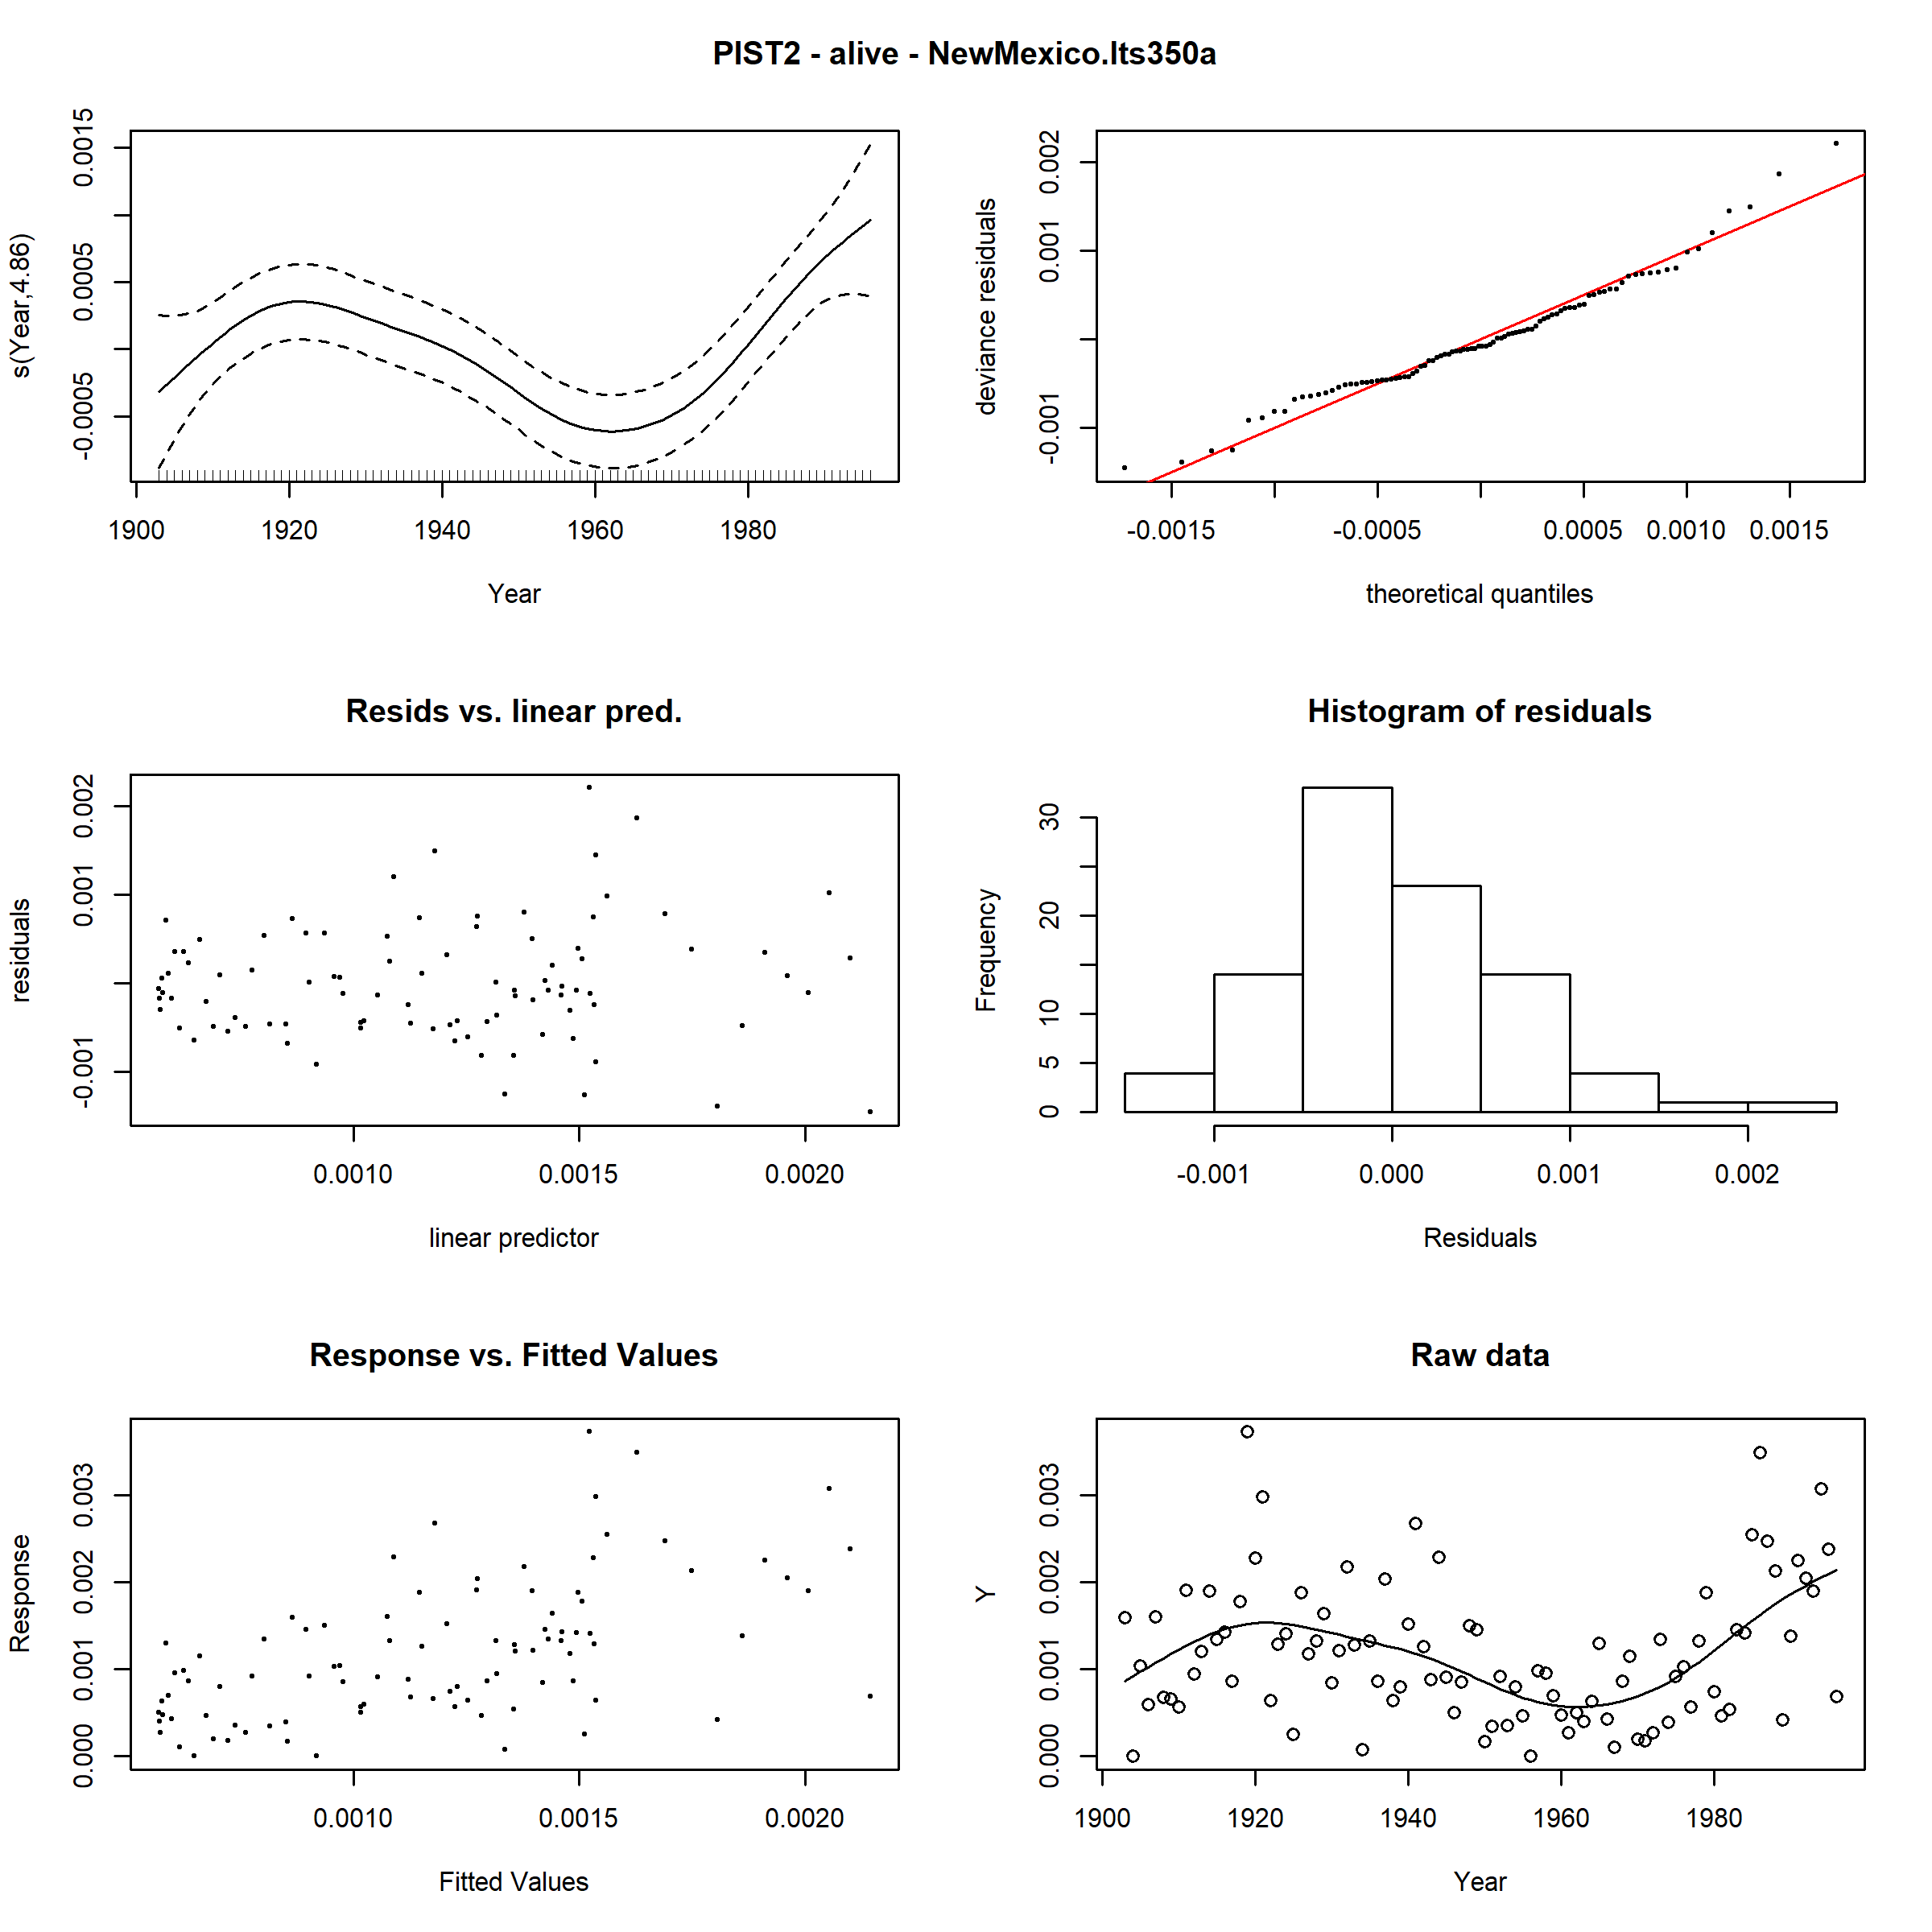 PIST2 - alive - NewMexico.lts350a
s(Year,4.86)
0.0015
0.0005
-0.0005
1900 1920 1940 1960 1980
Year
deviance residuals
0.002
0.001
-0.001
-0.0015 -0.0005 0.0005 0.0010 0.0015
theoretical quantiles
Resids vs. linear pred.
residuals
0.002
0.001
-0.001
0.0010 0.0015 0.0020
linear predictor
Histogram of residuals
Frequency
30
20
10
5
0
-0.001 0.000 0.001 0.002
Residuals
Response vs. Fitted Values
Response
0.003
0.002
0.001
0.000
0.0010 0.0015 0.0020
Fitted Values
Raw data
Y
0.003
0.002
0.001
0.000
1900 1920 1940 1960 1980
Year